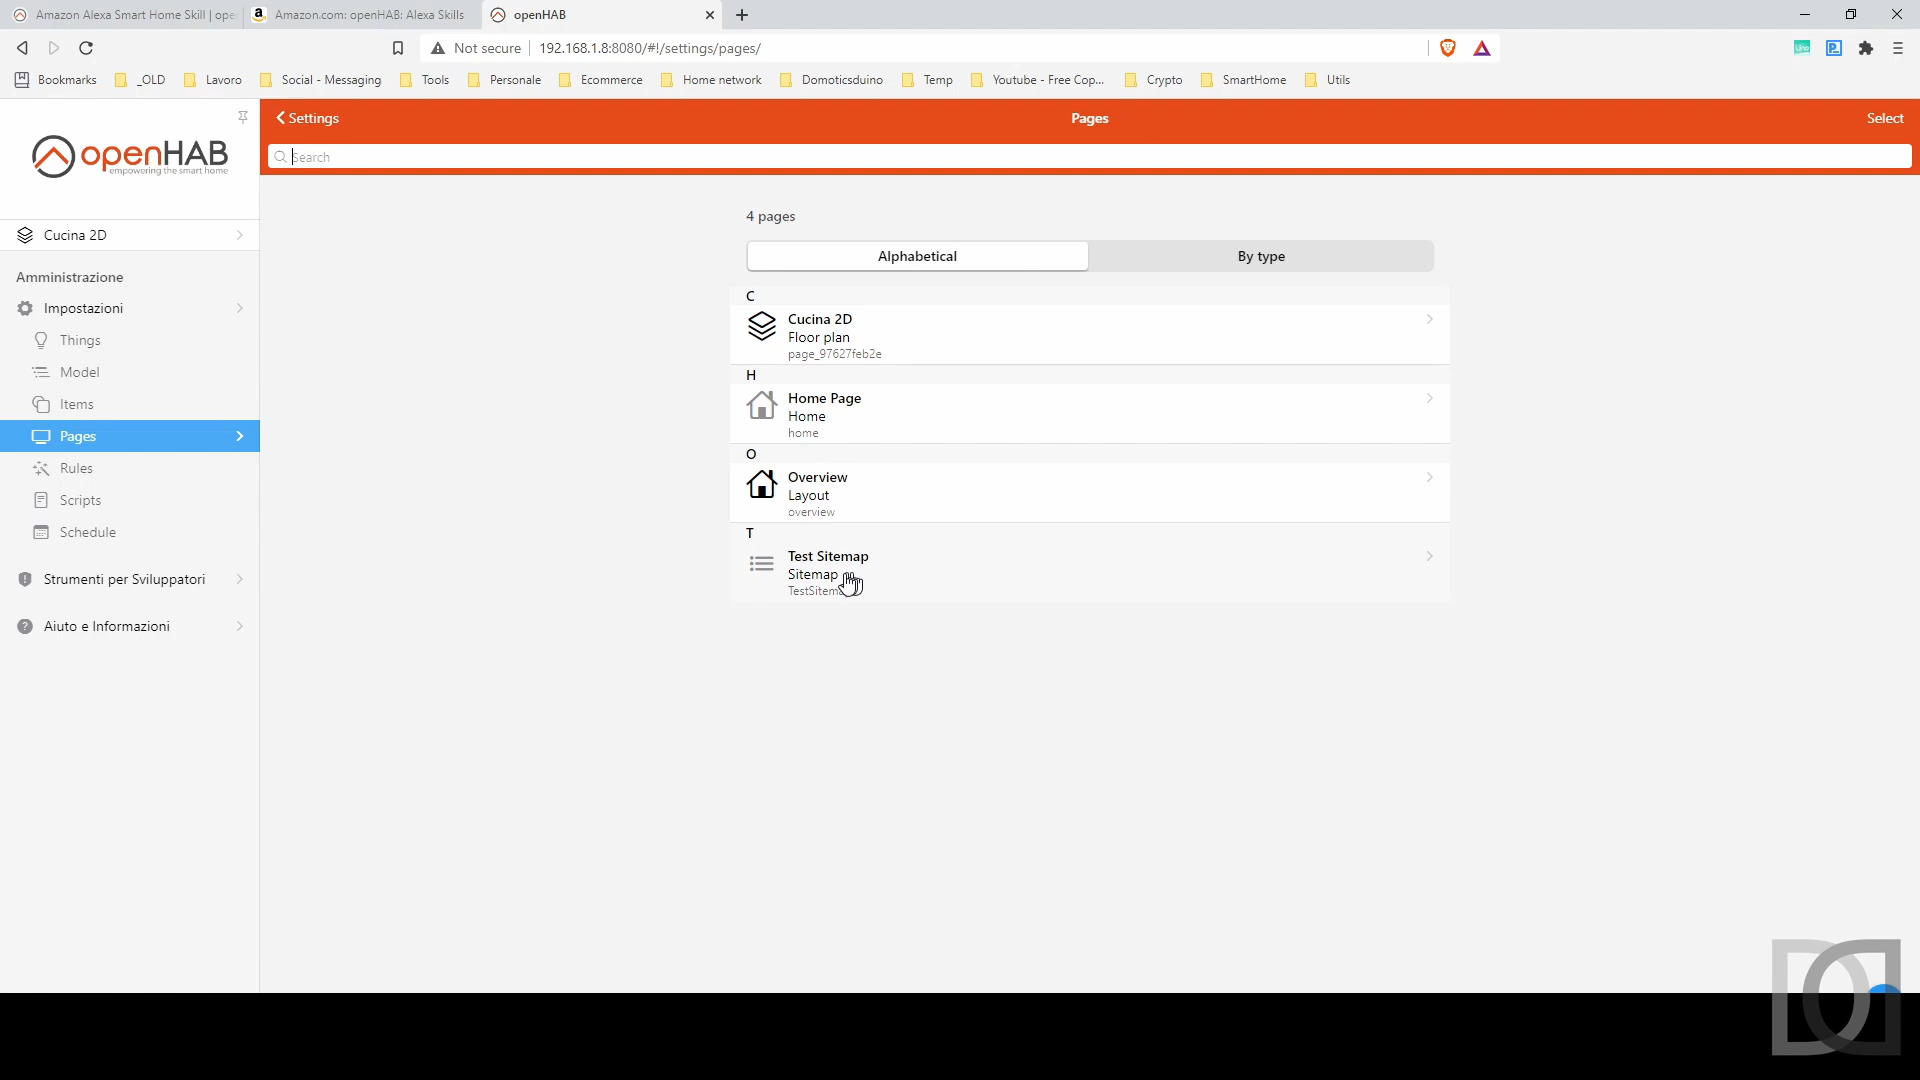 Amazon Alexa Smart Home Skill | ope
Amazon.com: openHAB: Alexa Skills
openHAB
Not secure
192.168.1.8:8080/#!/settings/pages/
Bookmarks
_OLD
Lavoro
Social - Messaging
Tools
Personale
Ecommerce
Home network
Domoticsduino
Temp
Youtube - Free Cop...
Crypto
SmartHome
Utils
openHAB
empowering the smart home
Cucina 2D
Amministrazione
Impostazioni
Things
Model
Items
Pages
Rules
Scripts
Schedule
Strumenti per Sviluppatori
Aiuto e Informazioni
Settings
Pages
Select
Search
4 pages
Alphabetical
By type
C
Cucina 2D
Floor plan
page_97627feb2e
H
Home Page
Home
home
O
Overview
Layout
overview
T
Test Sitemap
Sitemap